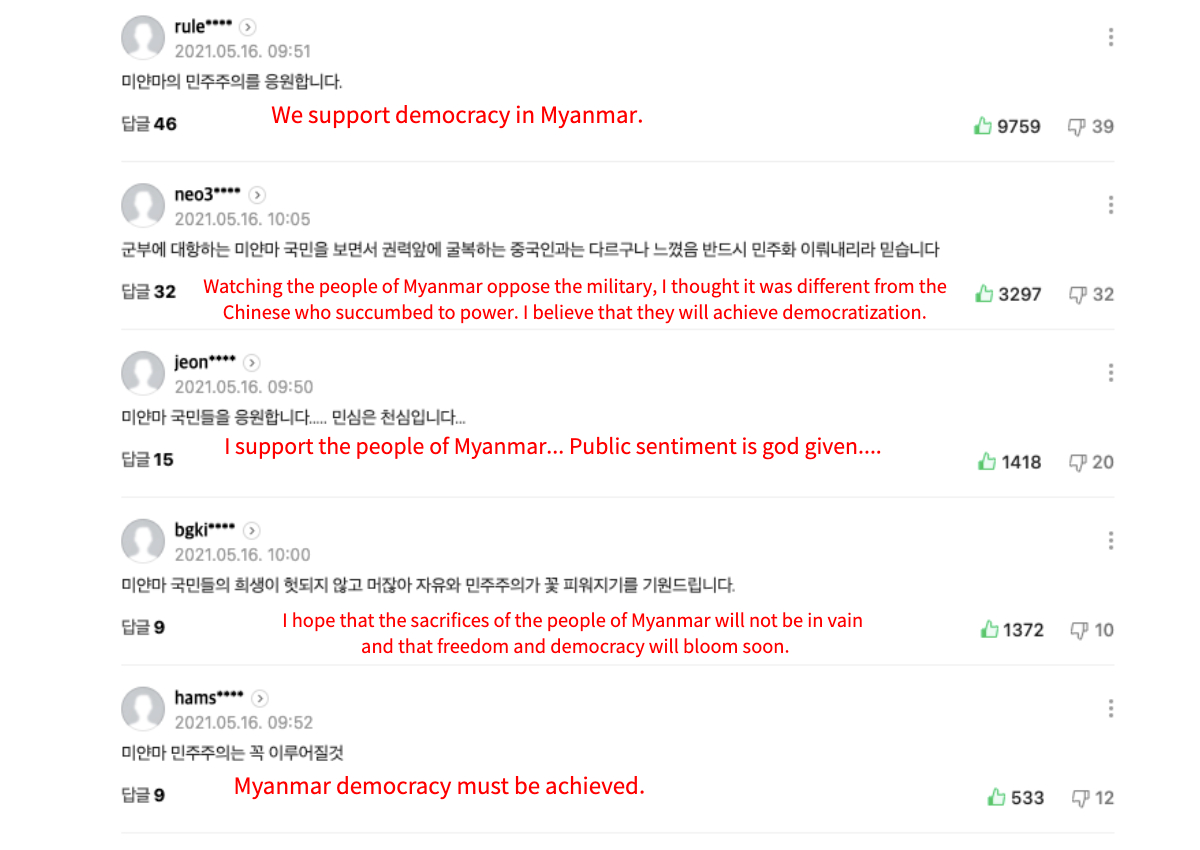 rule****
2021.05.16. 09:51
미얀마의 민주주의를 응원합니다.
We support democracy in Myanmar.
답글 46
9759 39
neo3****
2021.05.16. 10:05
군부에 대항하는 미얀마 국민을 보면서 권력앞에 굴복하는 중국인과는 다르구나 느꼈음 반드시 민주화 이뤄내리라 믿습니다
Watching the people of Myanmar oppose the military, I thought it was different from the
Chinese who succumbed to power. I believe that they will achieve democratization.
답글 32
3297 32
jeon****
2021.05.16. 09:50
미얀마 국민들을 응원합니다..... 민심은 천심입니다...
I support the people of Myanmar... Public sentiment is god given....
답글 15
1418 20
bgki****
2021.05.16. 10:00
미얀마 국민들의 희생이 헛되지 않고 머잖아 자유와 민주주의가 꽃 피워지기를 기원드립니다.
I hope that the sacrifices of the people of Myanmar will not be in vain
and that freedom and democracy will bloom soon.
답글 9
1372 10
hams****
2021.05.16. 09:52
미얀마 민주주의는 꼭 이루어질것
Myanmar democracy must be achieved.
답글 9
533 12